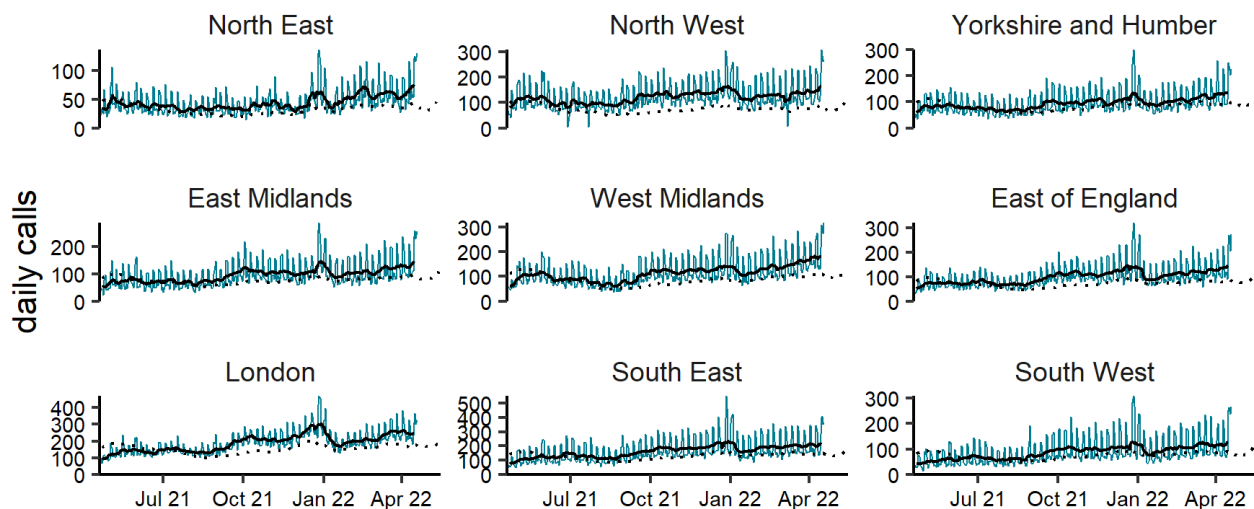 North East
North West
Yorkshire and Humber
100
50
0
300
200
100
0
300
200
100
0
East Midlands
West Midlands
East of England
200
100
0
300
200
100
0
300
200
100
0
daily calls
London
South East
South West
400
300
200
100
0
500
400
300
200
100
0
300
200
100
0
Jul 21 Oct 21 Jan 22 Apr 22
Jul 21 Oct 21 Jan 22 Apr 22
Jul 21 Oct 21 Jan 22 Apr 22